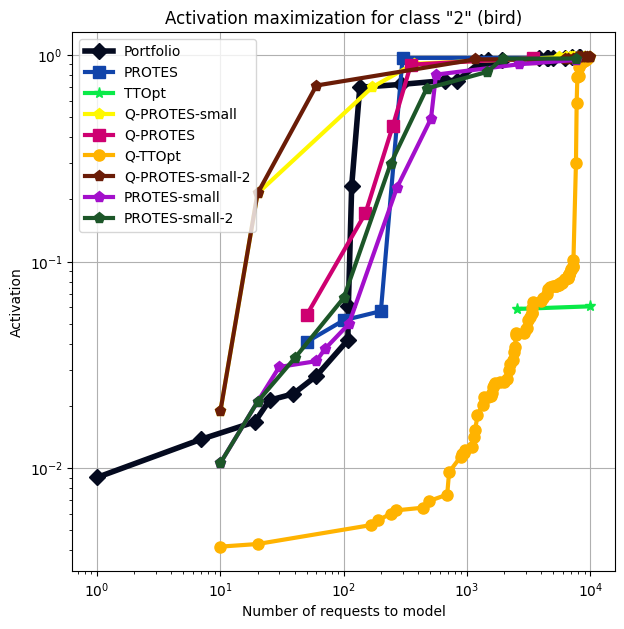 Activation maximization for class "2" (bird)
Portfolio
PROTES
TTOpt
Q-PROTES-small
Q-PROTES
Q-TTOpt
Q-PROTES-small-2
PROTES-small
PROTES-small-2
Activation
10⁰
10⁻¹
10⁻²
10⁰ 10¹ 10² 10³ 10⁴
Number of requests to model